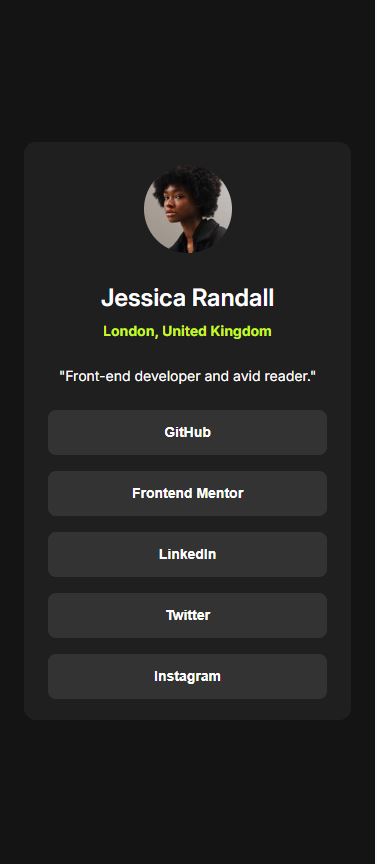 Jessica Randall
London, United Kingdom
"Front-end developer and avid reader."
GitHub
Frontend Mentor
LinkedIn
Twitter
Instagram